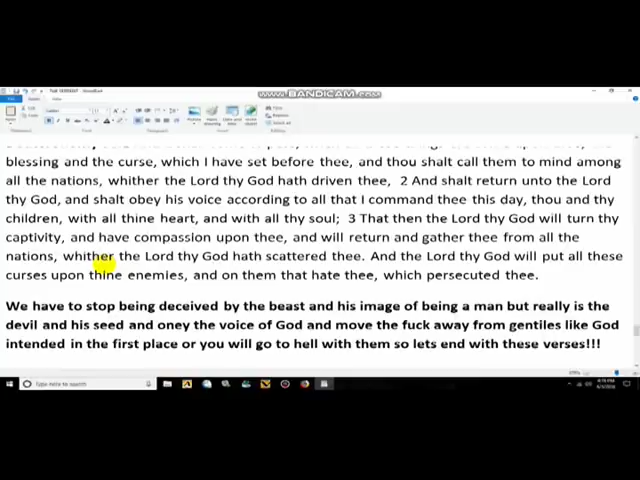 www.BANDICAM.com
blessing and the curse, which I have set before thee, and thou shalt call them to mind among
all the nations, whither the Lord thy God hath driven thee, 2 And shalt return unto the Lord
thy God, and shalt obey his voice according to all that I command thee this day, thou and thy
children, with all thine heart, and with all thy soul; 3 That then the Lord thy God will turn thy
captivity, and have compassion upon thee, and will return and gather thee from all the
nations, whither the Lord thy God hath scattered thee. And the Lord thy God will put all these
curses upon thine enemies, and on them that hate thee, which persecuted thee.
We have to stop being deceived by the beast and his image of being a man but really is the
devil and his seed and oney the voice of God and move the fuck away from gentiles like God
intended in the first place or you will go to hell with them so lets end with these verses!!!
Type here to search